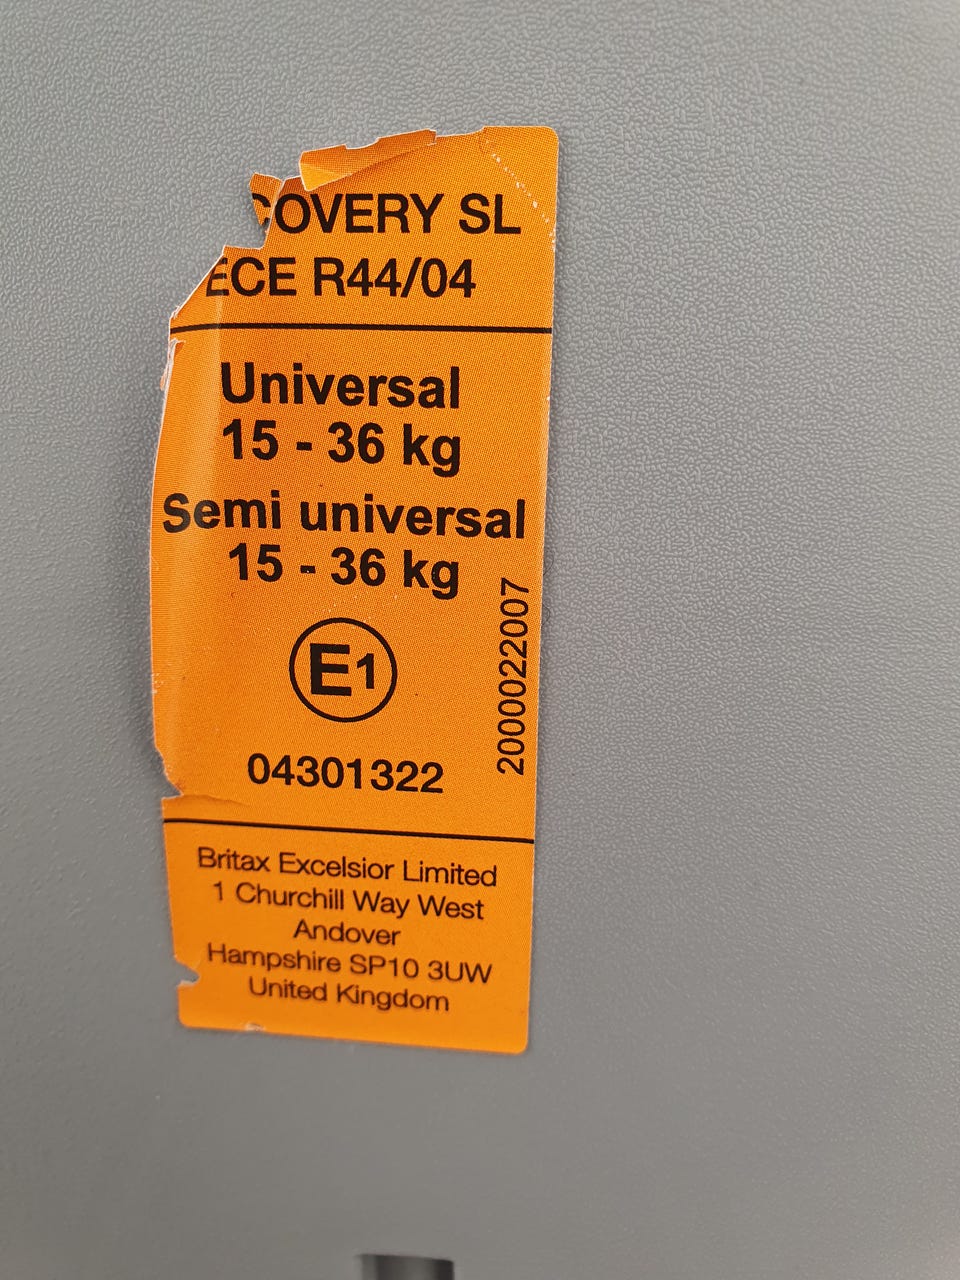 COVERY SL
ECE R44/04
Universal
15 - 36 kg
Semi universal
15 - 36 kg
E1
04301322
2000022007
Britax Excelsior Limited
1 Churchill Way West
Andover
Hampshire SP10 3UW
United Kingdom